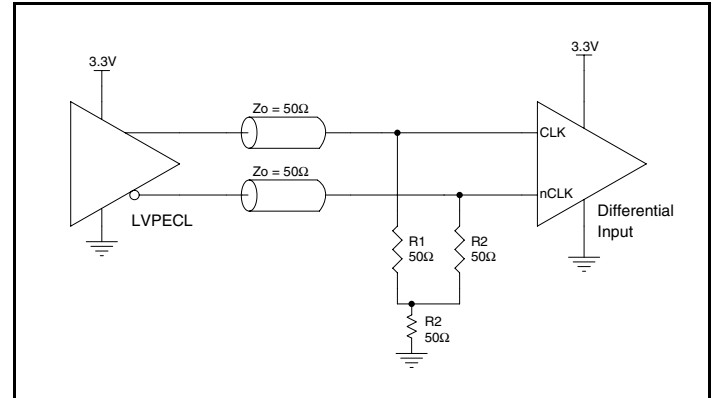 3.3V
3.3V
Zo = 50Ω
CLK
Zo = 50Ω
nCLK
LVPECL
Differential
Input
R1
50Ω
R2
50Ω
R2
50Ω